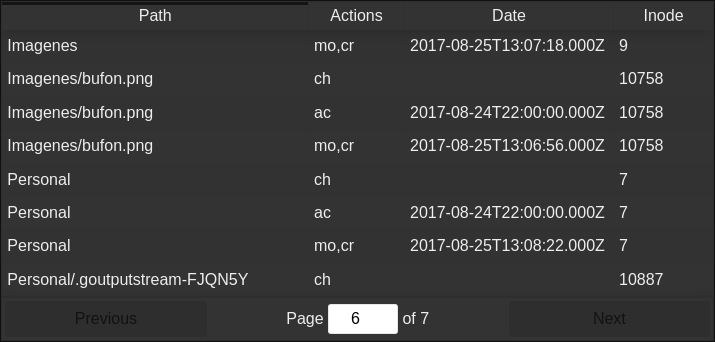 Path Actions Date Inode
Imagenes mo,cr 2017-08-25T13:07:18.000Z 9
Imagenes/bufon.png ch 10758
Imagenes/bufon.png ac 2017-08-24T22:00:00.000Z 10758
Imagenes/bufon.png mo,cr 2017-08-25T13:06:56.000Z 10758
Personal ch 7
Personal ac 2017-08-24T22:00:00.000Z 7
Personal mo,cr 2017-08-25T13:08:22.000Z 7
Personal/.goutputstream-FJQN5Y ch 10887
Previous Page 6 of 7 Next